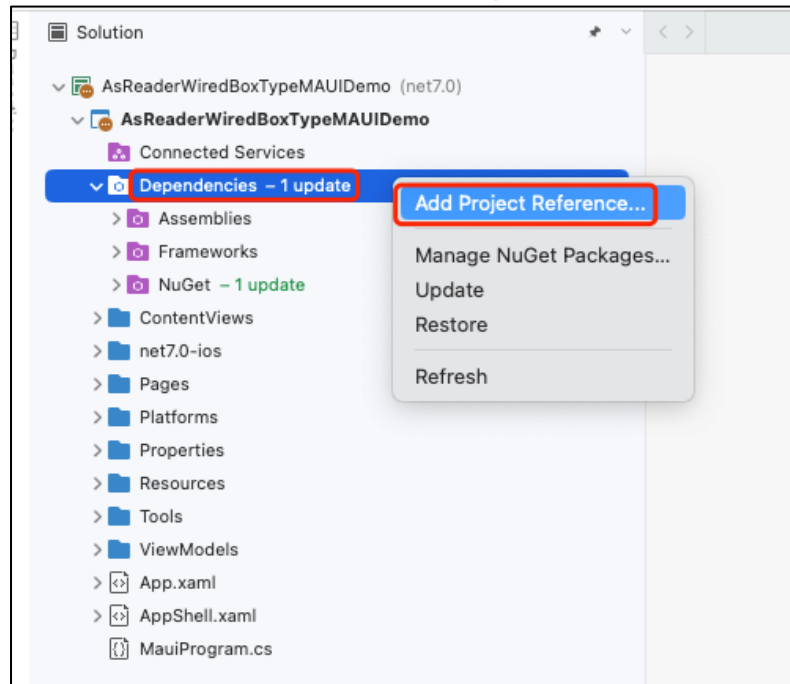 Solution
AsReaderWiredBoxTypeMAUIDemo (net7.0)
AsReaderWiredBoxTypeMAUIDemo
Connected Services
Dependencies – 1 update
Add Project Reference...
Assemblies
Frameworks
Manage NuGet Packages...
NuGet – 1 update
Update
ContentViews
Restore
net7.0-ios
Pages
Refresh
Platforms
Properties
Resources
Tools
ViewModels
App.xaml
AppShell.xaml
MauiProgram.cs